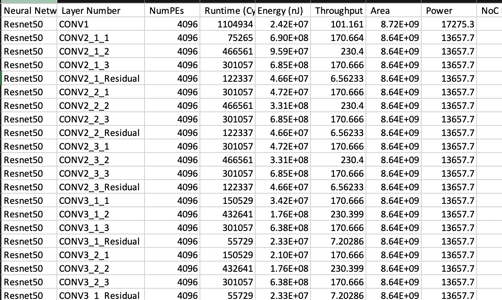 Neural Netw Layer Number NumPEs Runtime (Cy Energy (nJ) Throughput Area Power NoC
Resnet50 CONV1 4096 1104934 2.42E+07 101.161 8.72E+09 17275.3
Resnet50 CONV2_1_1 4096 75265 6.90E+08 170.664 8.64E+09 13657.7
Resnet50 CONV2_1_2 4096 466561 9.59E+07 230.4 8.64E+09 13657.7
Resnet50 CONV2_1_3 4096 301057 6.85E+08 170.666 8.64E+09 13657.7
Resnet50 CONV2_1_Residual 4096 122337 4.66E+07 6.56233 8.64E+09 13657.7
Resnet50 CONV2_2_1 4096 301057 4.72E+07 170.666 8.64E+09 13657.7
Resnet50 CONV2_2_2 4096 466561 3.31E+08 230.4 8.64E+09 13657.7
Resnet50 CONV2_2_3 4096 301057 6.85E+08 170.666 8.64E+09 13657.7
Resnet50 CONV2_2_Residual 4096 122337 4.66E+07 6.56233 8.64E+09 13657.7
Resnet50 CONV2_3_1 4096 301057 4.72E+07 170.666 8.64E+09 13657.7
Resnet50 CONV2_3_2 4096 466561 3.31E+08 230.4 8.64E+09 13657.7
Resnet50 CONV2_3_3 4096 301057 6.85E+08 170.666 8.64E+09 13657.7
Resnet50 CONV2_3_Residual 4096 122337 4.66E+07 6.56233 8.64E+09 13657.7
Resnet50 CONV3_1_1 4096 150529 3.42E+07 170.666 8.64E+09 13657.7
Resnet50 CONV3_1_2 4096 432641 1.76E+08 230.399 8.64E+09 13657.7
Resnet50 CONV3_1_3 4096 301057 6.38E+08 170.666 8.64E+09 13657.7
Resnet50 CONV3_1_Residual 4096 55729 2.33E+07 7.20286 8.64E+09 13657.7
Resnet50 CONV3_2_1 4096 150529 2.10E+07 170.666 8.64E+09 13657.7
Resnet50 CONV3_2_2 4096 432641 1.76E+08 230.399 8.64E+09 13657.7
Resnet50 CONV3_2_3 4096 301057 6.38E+08 170.666 8.64E+09 13657.7
Resnet50 CONV3_1_Residual 4096 55729 2.33E+07 7.20286 8.64E+09 13657.7